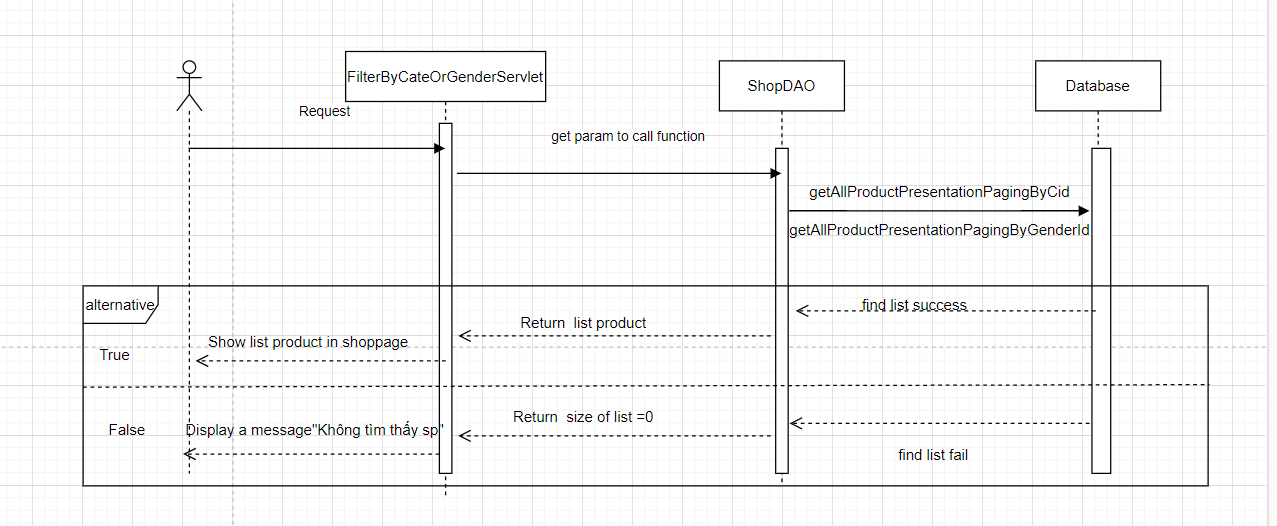 FilterByCateOrGenderServlet
ShopDAO
Database
Request
get param to call function
getAllProductPresentationPagingByCid
getAllProductPresentationPagingByGenderId
alternative
find list success
Return list product
Show list product in shoppage
True
Return size of list =0
False
Display a message"Không tìm thấy sp"
find list fail